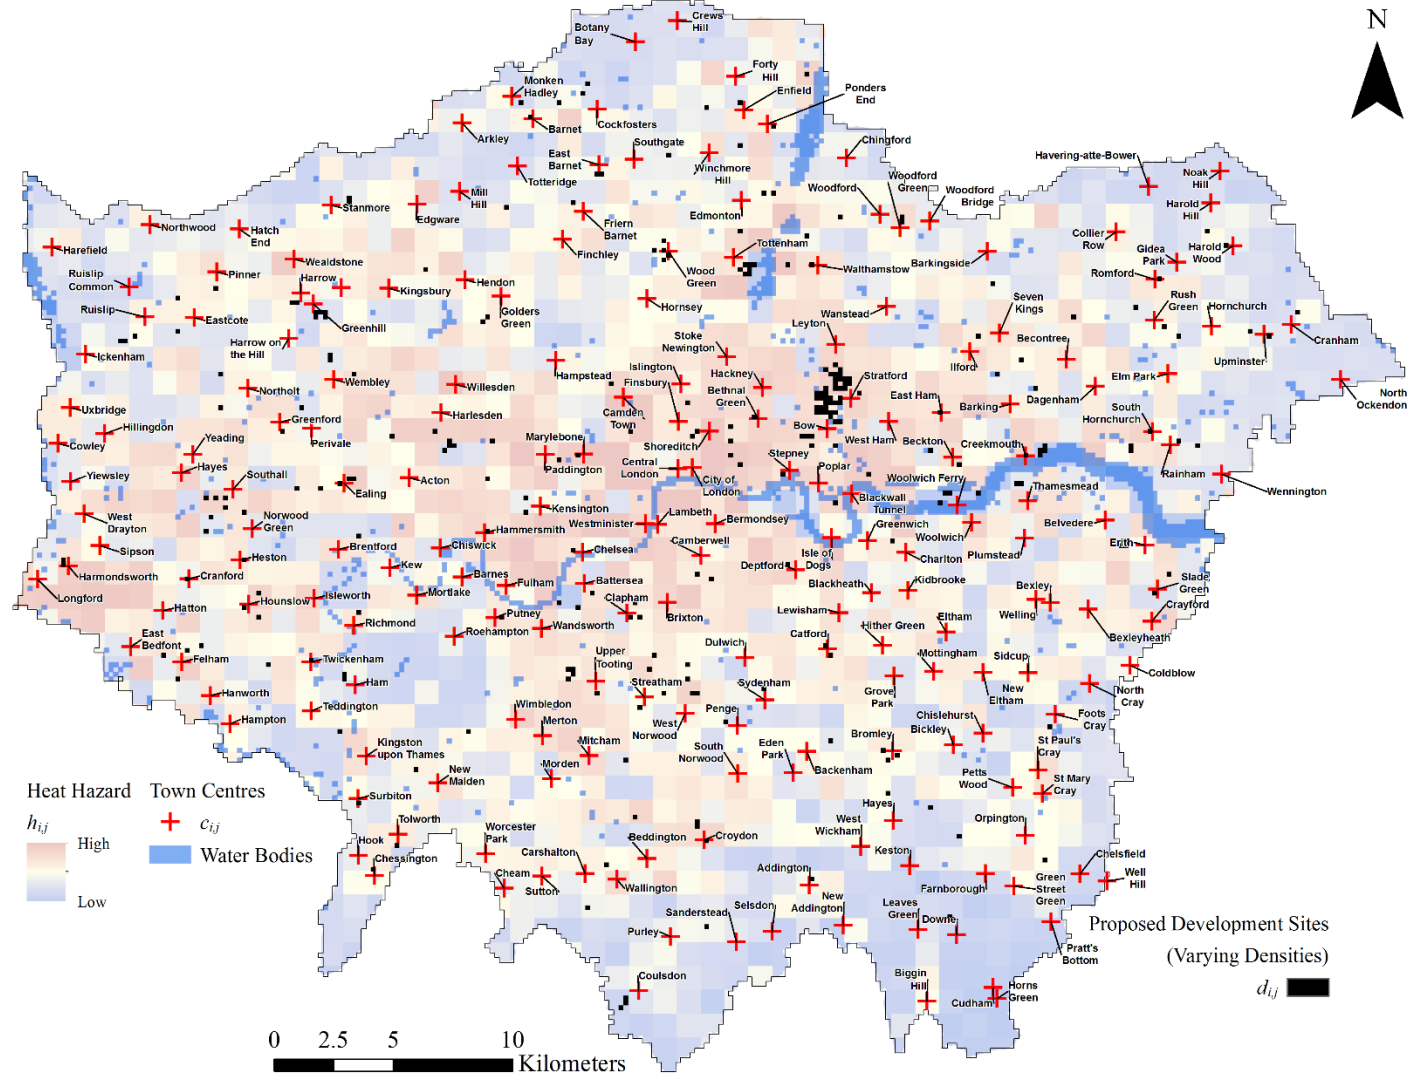 Crews
Hill
Botany
Bay
N
Forty
Hill
Monken
Hadley
Enfield
Ponders
End
Cockfosters
Barnet
Arkley
Southgate
Chingford
East
Barnet
Winchmore
Hill
Havering-atte-Bower
Noak
Hill
Totteridge
Woodford
Woodford
Green
Woodford
Bridge
Mill
Hill
Harold
Hill
Stanmore
Edgware
Edmonton
Friern
Barnet
Northwood
Hatch
End
Collier
Row
Harefield
Finchley
Tottenham
Gidea
Park
Harold
Wood
Wealdstone
Barkingside
Pinner
Wood
Green
Walthamstow
Romford
Ruislip
Common
Harrow
Kingsbury
Hendon
Golders
Green
Hornsey
Seven
Kings
Rush
Green
Hornchurch
Ruislip
Eastcote
Greenhill
Wanstead
Leyton
Harrow on
the Hill
Stoke
Newington
Becontree
Cranham
Ickenham
Upminster
Hampstead
Islington
Hackney
Ilford
Finsbury
Bethnal
Green
Stratford
Elm Park
Wembley
Willesden
Northolt
East Ham
Barking
Dagenham
North
Ockendon
Uxbridge
Camden
Town
South
Hornchurch
Harlesden
Greenford
Hillingdon
Perivale
Bow
Cowley
Yeading
Marylebone
Shoreditch
West Ham
Beckton
Creekmouth
Rainham
Paddington
Stepney
Hayes
Central
London
Poplar
Yiewsley
Southall
City of
London
Woolwich Ferry
Acton
Ealing
Thamesmead
Wennington
Blackwall
Tunnel
Kensington
West
Drayton
Norwood
Green
Westminister
Lambeth
Bermondsey
Greenwich
Belvedere
Hammersmith
Woolwich
Sipson
Brentford
Chiswick
Chelsea
Camberwell
Isle of
Dogs
Charlton
Plumstead
Erith
Heston
Kew
Deptford
Harmondsworth
Cranford
Barnes
Fulham
Battersea
Blackheath
Kidbrooke
Bexley
Slade
Green
Longford
Mortlake
Hounslow
Isleworth
Clapham
Crayford
Hatton
Putney
Brixton
Lewisham
Welling
Richmond
Roehampton
Wandsworth
Hither Green
Eltham
Bexleyheath
East
Bedfont
Dulwich
Catford
Upper
Tooting
Mottingham
Sidcup
Felham
Twickenham
Coldblow
Ham
Streatham
Sydenham
Grove
Park
New
Eltham
North
Cray
Hanworth
Teddington
Wimbledon
West
Norwood
Penge
Hampton
Merton
Chislehurst
Foots
Cray
Bickley
Kingston
upon Thames
Mitcham
South
Norwood
Eden
Park
Bromley
St Paul's
Cray
Morden
Backenham
New
Malden
Petts
Wood
St Mary
Cray
Surbiton
Heat Hazard
Town Centres
h i,j
c i,j
High
Low
Water Bodies
Tolworth
Worcester
Park
Hayes
West
Wickham
Orpington
Hook
Beddington
Croydon
Chessington
Carshalton
Keston
Addington
Chelsfield
Cheam
Sutton
Wallington
Farnborough
Green
Street
Green
Well
Hill
New
Addington
Sanderstead
Selsdon
Leaves
Green
Downe
Purley
Pratt's
Bottom
Proposed Development Sites
(Varying Densities)
d i,j
Coulsdon
Biggin
Hill
Cudham
Horns
Green
0 2.5 5 10
Kilometers